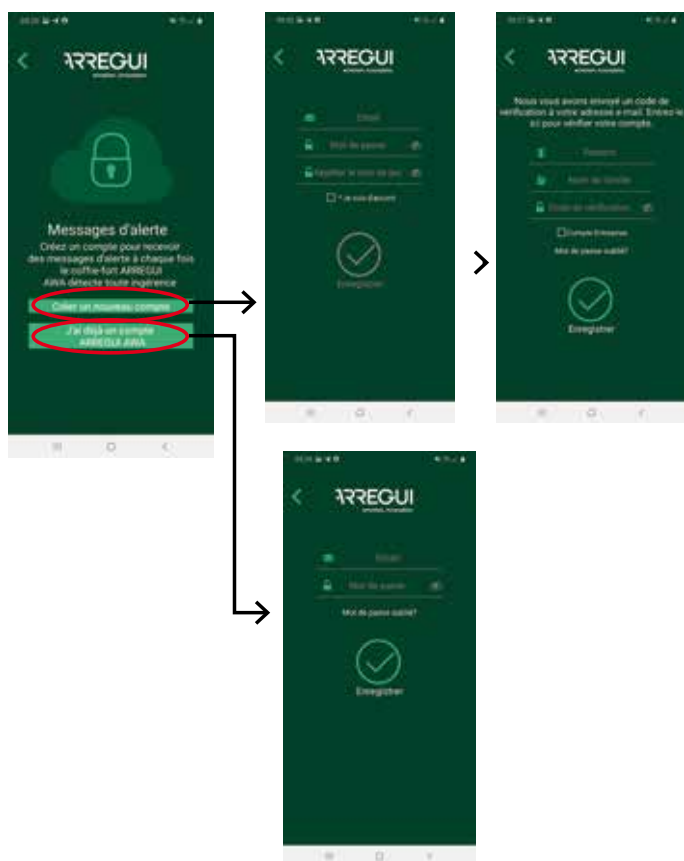 ARREGUI
Messages d'alerte
Créez un compte pour recevoir
des messages d'alerte à chaque fois
le coffre-fort ARREGUI
AWA détecte toute ingérence
Créer un nouveau compte
J'ai déjà un compte
ARREGUI AWA
ARREGUI
Email
Mot de passe
Répéter le mot de pas
* Je suis d'accord
Enregistrer
ARREGUI
Nous vous avons envoyé un code de
vérification à votre adresse e-mail. Entrez-le
ici pour vérifier votre compte.
Prénom
Nom de famille
Code de vérification
Compte Entreprise
Mot de passe oublié?
Enregistrer
ARREGUI
Email
Mot de passe
Mot de passe oublié?
Enregistrer